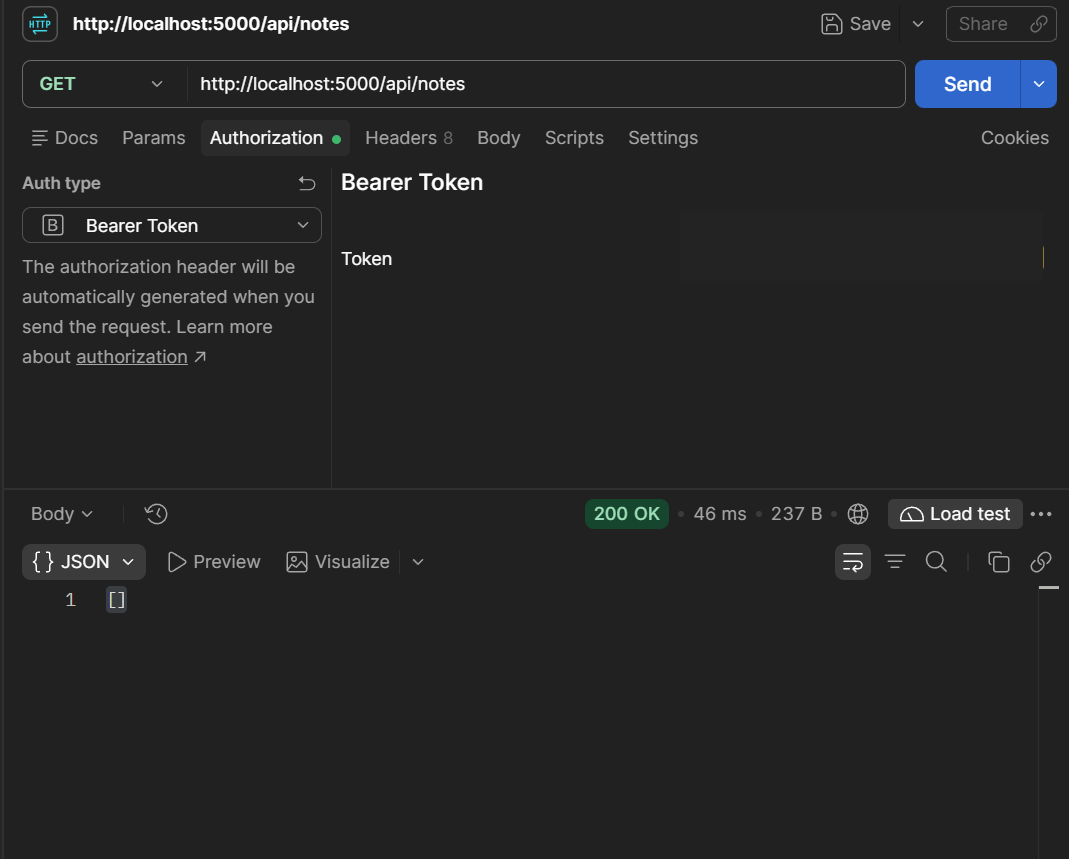 HTTP http://localhost:5000/api/notes Save Share
GET http://localhost:5000/api/notes Send
Docs Params Authorization Headers 8 Body Scripts Settings Cookies
Auth type
B Bearer Token
The authorization header will be
automatically generated when you
send the request. Learn more
about authorization ↗
Bearer Token
Token
Body 200 OK • 46 ms • 237 B • Load test
{} JSON Preview Visualize
1 []